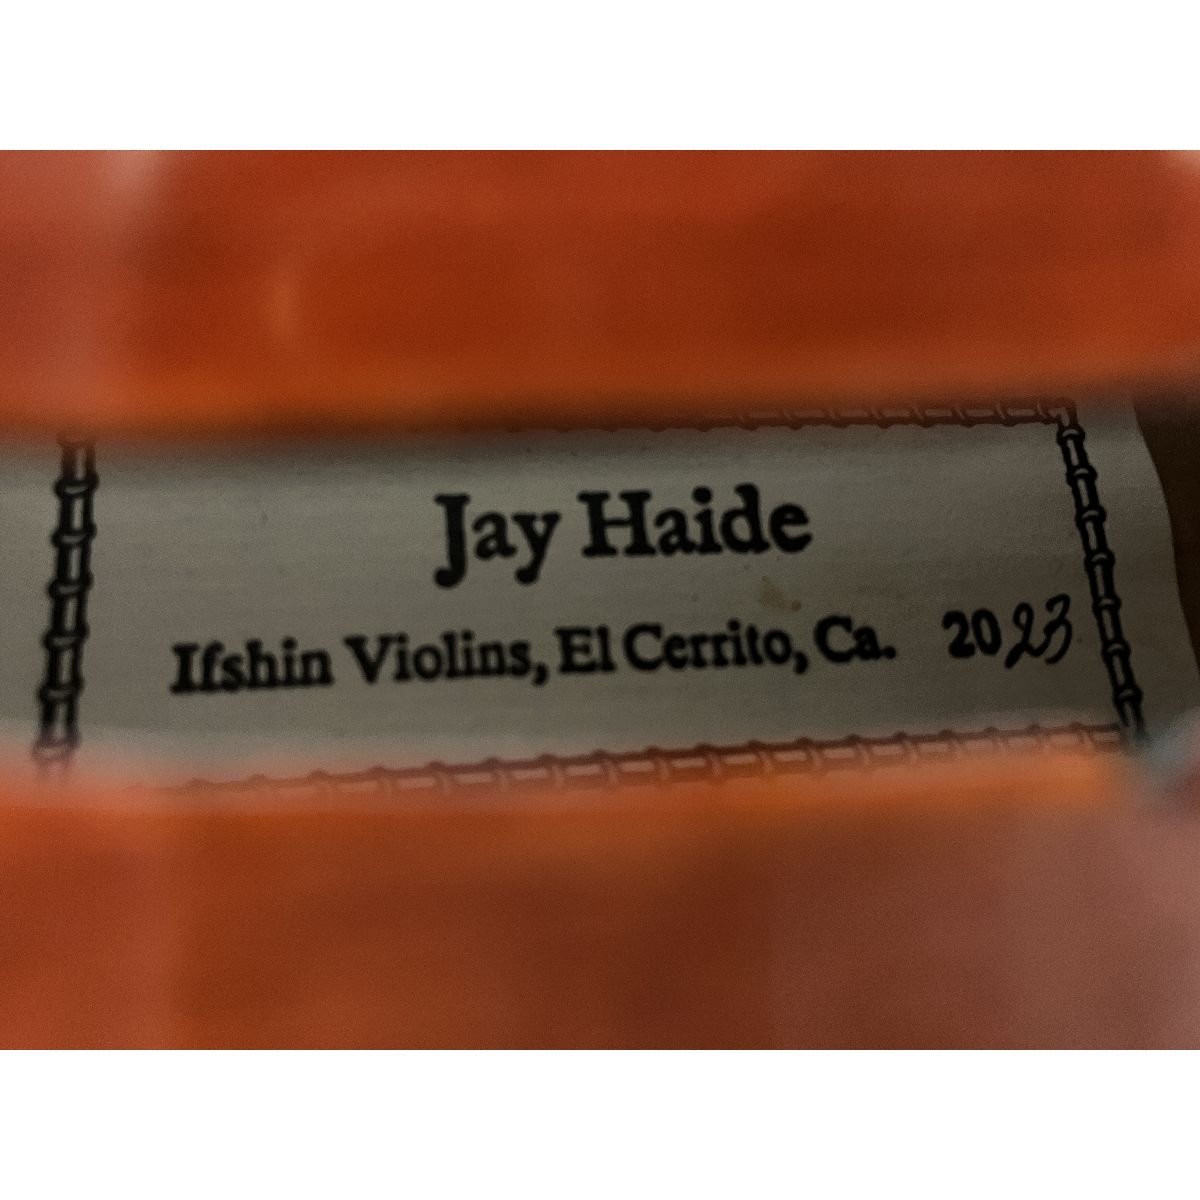 Jay Haide
Ifshin Violins, El Cerrito, Ca. 2023